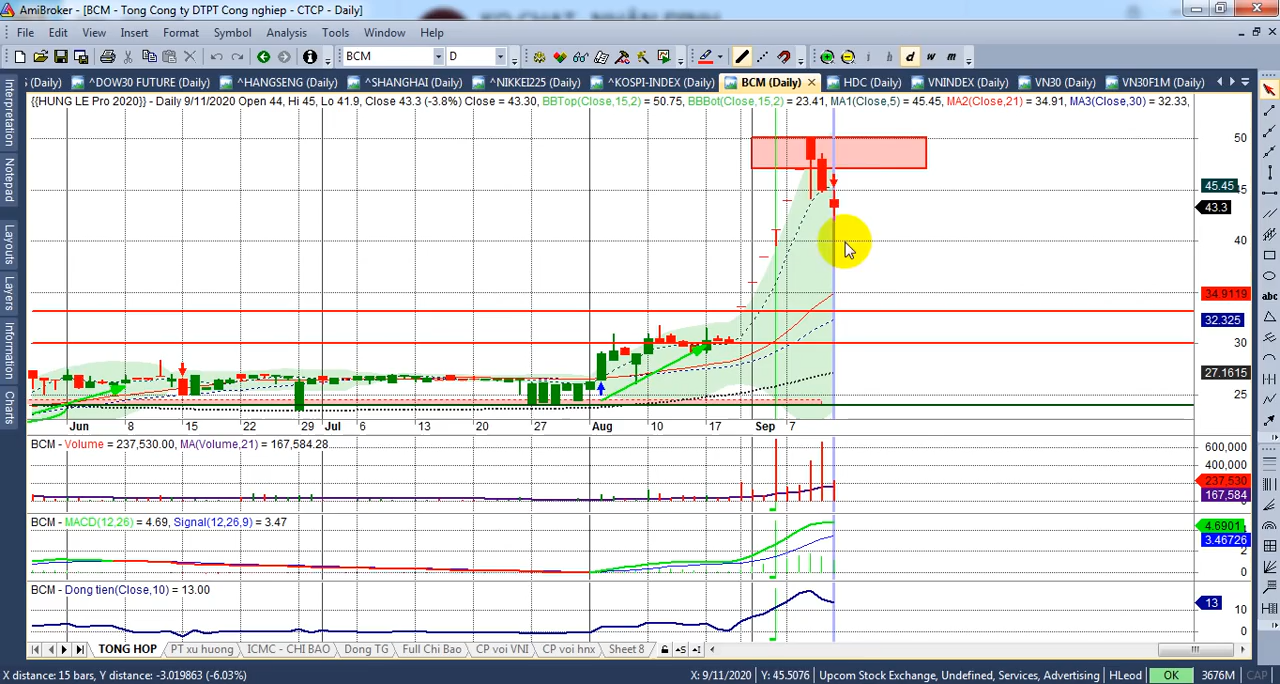 AmiBroker - [BCM - Tong Cong ty DTPT Cong nghiep - CTCP - Daily]
File Edit View Insert Format Symbol Analysis Tools Window Help
BCM D i h d w m
(Daily) ^DOW30 FUTURE (Daily) ^HANGSENG (Daily) ^SHANGHAI (Daily) ^NIKKEI225 (Daily) ^KOSPI-INDEX (Daily) BCM (Daily) HDC (Daily) VNINDEX (Daily) VN30 (Daily) VN30F1M (Daily)
{{HUNG LE Pro 2020}} - Daily 9/11/2020 Open 44, Hi 45, Lo 41.9, Close 43.3 (-3.8%) Close = 43.30, BBTop(Close,15,2) = 50.75, BBBot(Close,15,2) = 23.41, MA1(Close,5) = 45.45, MA2(Close,21) = 34.91, MA3(Close,30) = 32.33,
Interpretation
Notepad
Layouts
Layers
Information
Charts
abc
50
45.45
45
43.3
40
34.9119
32.325
30
27.1615
25
Jun 8 15 22 29 Jul 6 13 20 27 Aug 10 17 Sep 7
BCM - Volume = 237,530.00, MA(Volume,21) = 167,584.28
600,000
400,000
237,530
167,584
BCM - MACD(12,26) = 4.69, Signal(12,26,9) = 3.47
4.6901
3.46726
2
0
BCM - Dong tien(Close,10) = 13.00
13
10
0
TONG HOP PT xu huong ICMC - CHI BAO Dong TG Full Chi Bao CP voi VNI CP voi hnx Sheet 8
X distance: 15 bars, Y distance: -3.019863 (-6.03%) X: 9/11/2020 Y: 45.5076 Upcom Stock Exchange, Undefined, Services, Advertising HLeod OK 3676M CAP